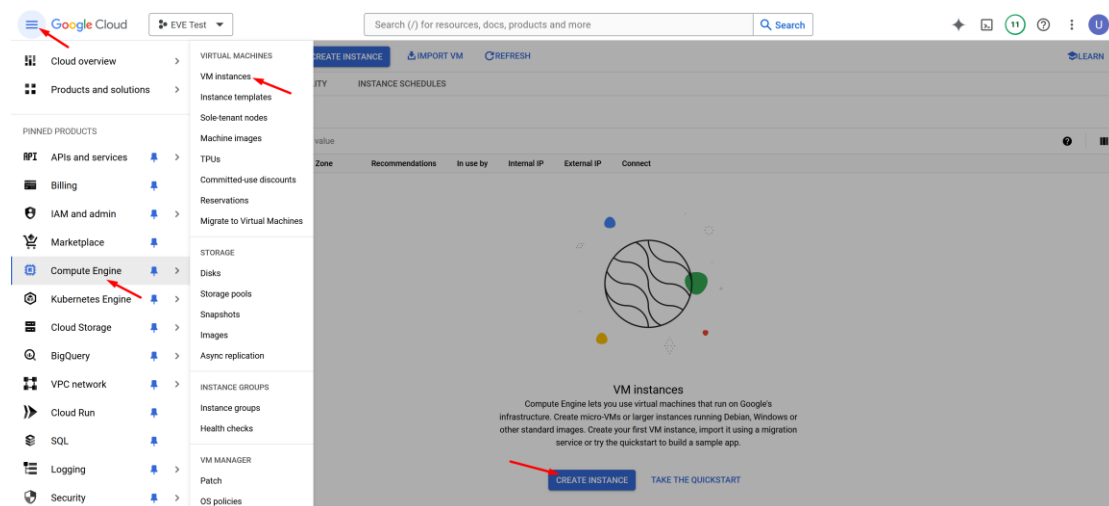 Google Cloud
EVE Test
Search (/) for resources, docs, products and more
Search
11
U
Cloud overview
Products and solutions
PINNED PRODUCTS
API APIs and services
Billing
IAM and admin
Marketplace
Compute Engine
Kubernetes Engine
Cloud Storage
BigQuery
VPC network
Cloud Run
SQL
Logging
Security
VIRTUAL MACHINES
VM instances
Instance templates
Sole-tenant nodes
Machine images
TPUs
Committed-use discounts
Reservations
Migrate to Virtual Machines
STORAGE
Disks
Storage pools
Snapshots
Images
Async replication
INSTANCE GROUPS
Instance groups
Health checks
VM MANAGER
Patch
OS policies
CREATE INSTANCE
IMPORT VM
REFRESH
LEARN
ITY
INSTANCE SCHEDULES
value
Zone Recommendations In use by Internal IP External IP Connect
VM instances
Compute Engine lets you use virtual machines that run on Google's
infrastructure. Create micro-VMs or larger instances running Debian, Windows or
other standard images. Create your first VM instance, import it using a migration
service or try the quickstart to build a sample app.
CREATE INSTANCE
TAKE THE QUICKSTART